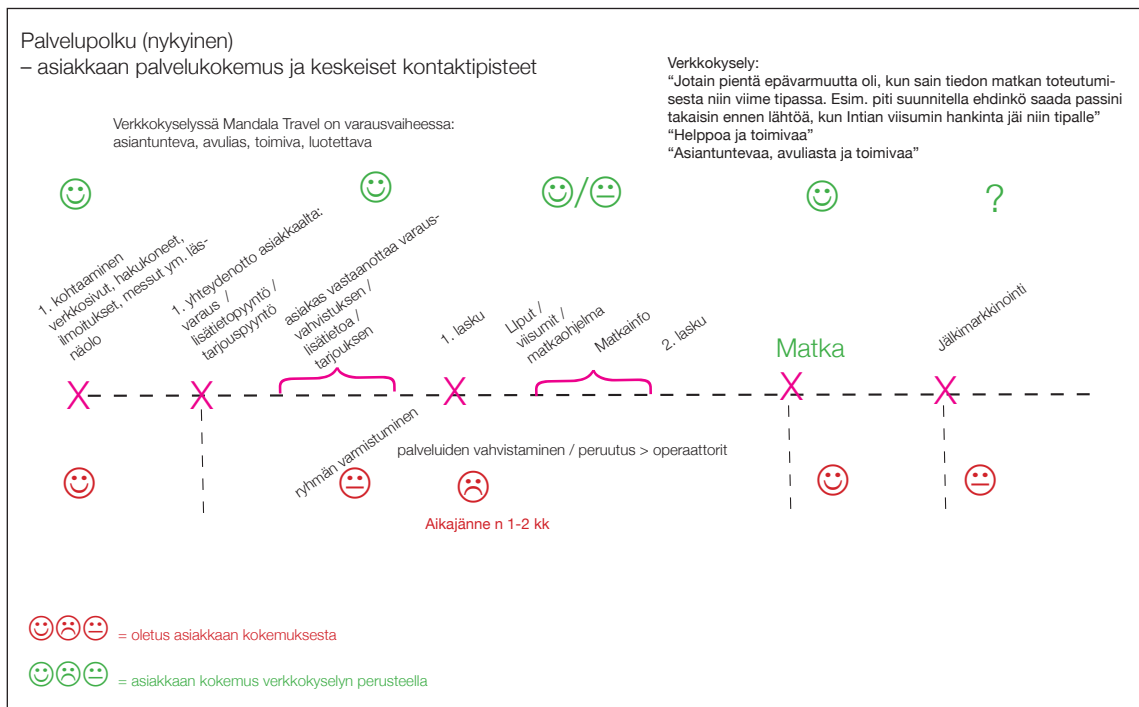 Palvelupolku (nykyinen)
– asiakkaan palvelukokemus ja keskeiset kontaktipisteet
Verkkokysely:
“Jotain pientä epävarmuutta oli, kun sain tiedon matkan toteutumi-
sesta niin viime tipassa. Esim. piti suunnitella ehdinkö saada passini
takaisin ennen lähtöä, kun Intian viisumin hankinta jäi niin tipalle”
“Helppoa ja toimivaa”
“Asiantuntevaa, avuliasta ja toimivaa”
Verkkokyselyssä Mandala Travel on varausvaiheessa:
asiantunteva, avulias, toimiva, luotettava
/
?
1. kohtaaminen
verkkosivut, hakukoneet,
ilmoitukset, messut ym. läs-
näolo
1. yhteydenotto asiakkaalta:
varaus /
lisätietopyyntö /
tarjouspyyntö
asiakas vastaanottaa varaus-
vahvistuksen /
lisätietoa /
tarjouksen
1. lasku
LIput /
viisumit /
matkaohjelma
Matkainfo
2. lasku
Matka
Jälkimarkkinointi
X X X X X
ryhmän varmistuminen
palveluiden vahvistaminen / peruutus > operaattorit
Aikajänne n 1-2 kk
= oletus asiakkaan kokemuksesta
= asiakkaan kokemus verkkokyselyn perusteella